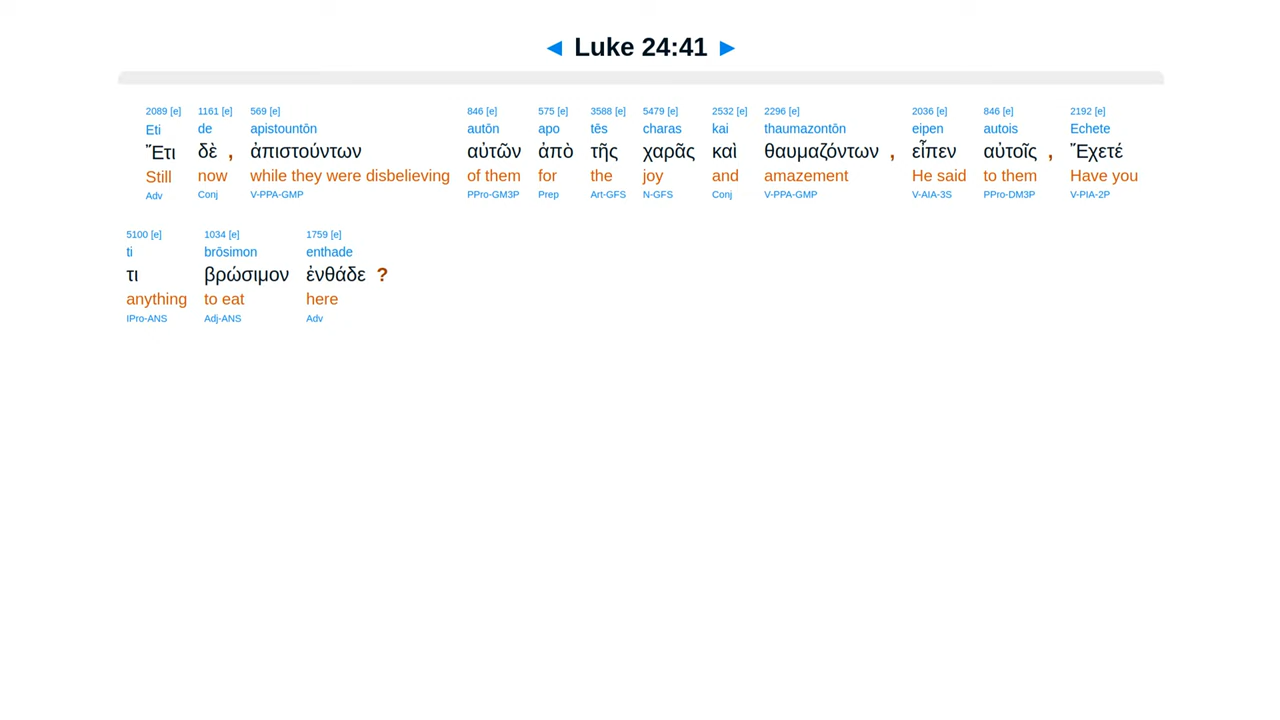 ◄ Luke 24:41 ►
2089 [e] 1161 [e] 569 [e] 846 [e] 575 [e] 3588 [e] 5479 [e] 2532 [e] 2296 [e] 2036 [e] 846 [e] 2192 [e]
Eti de apistountōn autōn apo tēs charas kai thaumazontōn eipen autois Echete
Ἔτι δὲ , ἀπιστούντων αὐτῶν ἀπὸ τῆς χαρᾶς καὶ θαυμαζόντων , εἶπεν αὐτοῖς , Ἔχετέ
Still now while they were disbelieving of them for the joy and amazement He said to them Have you
Adv Conj V-PPA-GMP PPro-GM3P Prep Art-GFS N-GFS Conj V-PPA-GMP V-AIA-3S PPro-DM3P V-PIA-2P
5100 [e] 1034 [e] 1759 [e]
ti brōsimon enthade
τι βρώσιμον ἐνθάδε ?
anything to eat here
IPro-ANS Adj-ANS Adv